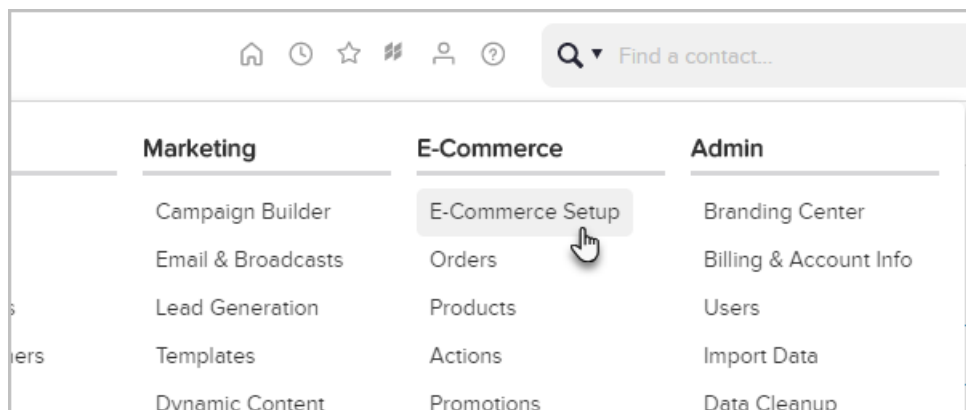 Find a contact...
Marketing
E-Commerce
Admin
Campaign Builder
E-Commerce Setup
Branding Center
Email & Broadcasts
Orders
Billing & Account Info
Lead Generation
Products
Users
Templates
Actions
Import Data
Dynamic Content
Promotions
Data Cleanup